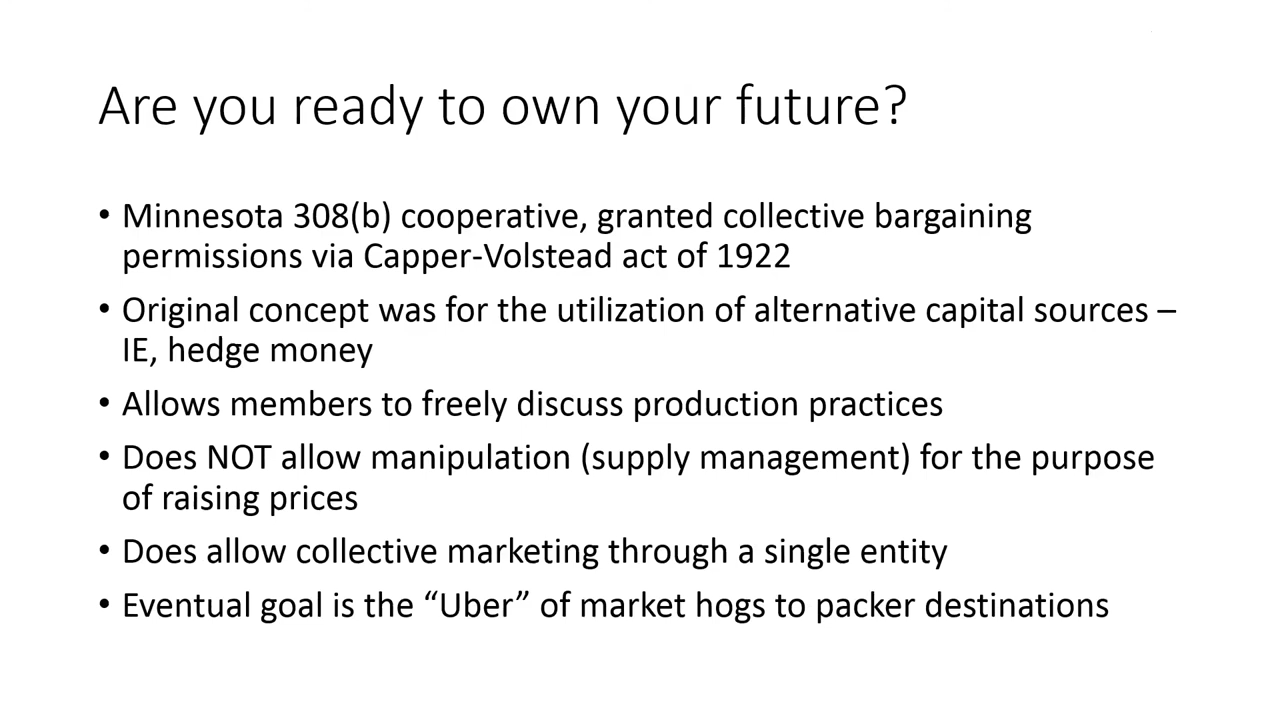 Are you ready to own your future?
• Minnesota 308(b) cooperative, granted collective bargaining
permissions via Capper-Volstead act of 1922
• Original concept was for the utilization of alternative capital sources –
IE, hedge money
• Allows members to freely discuss production practices
• Does NOT allow manipulation (supply management) for the purpose
of raising prices
• Does allow collective marketing through a single entity
• Eventual goal is the “Uber” of market hogs to packer destinations